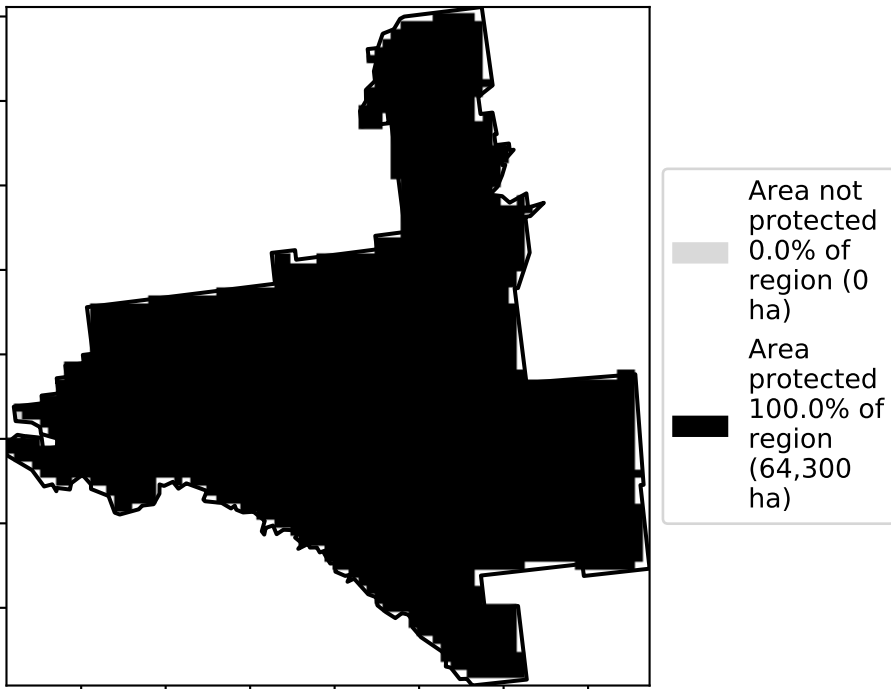 Area not
protected
0.0% of
region (0
ha)
Area
protected
100.0% of
region
(64,300
ha)